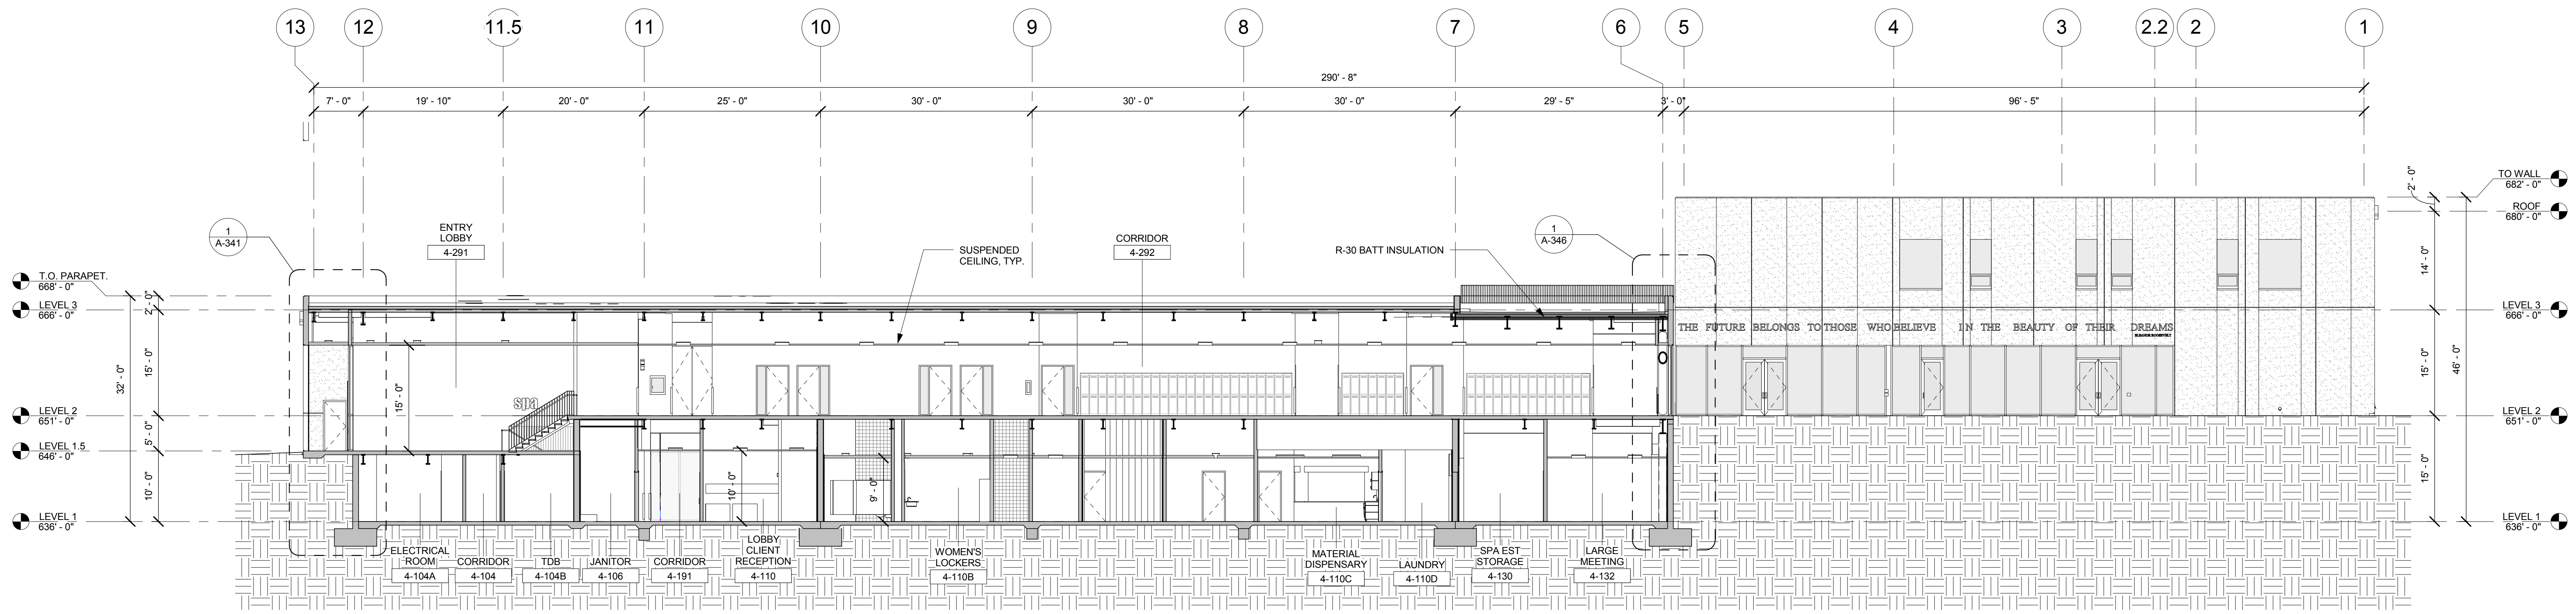 13
12
11.5
11
10
9
8
7
6
5
4
3
2.2
2
1
290' - 8"
7' - 0"
19' - 10"
20' - 0"
25' - 0"
30' - 0"
30' - 0"
30' - 0"
29' - 5"
3' - 0"
96' - 5"
1
A-341
ENTRY
LOBBY
4-291
SUSPENDED
CEILING, TYP.
CORRIDOR
4-292
R-30 BATT INSULATION
1
A-346
T.O. PARAPET.
668' - 0"
LEVEL 3
666' - 0"
LEVEL 2
651' - 0"
LEVEL 1.5
646' - 0"
LEVEL 1
636' - 0"
32' - 0"
2' - 0"
15' - 0"
5' - 0"
10' - 0"
15' - 0"
spa
10' - 0"
9' - 0"
THE FUTURE BELONGS TO THOSE WHO BELIEVE IN THE BEAUTY OF THEIR DREAMS
TO WALL
682' - 0"
ROOF
680' - 0"
LEVEL 3
666' - 0"
LEVEL 2
651' - 0"
LEVEL 1
636' - 0"
2' - 0"
14' - 0"
15' - 0"
15' - 0"
46' - 0"
ELECTRICAL
ROOM
4-104A
CORRIDOR
4-104
TDB
4-104B
JANITOR
4-106
CORRIDOR
4-191
LOBBY
CLIENT
RECEPTION
4-110
WOMEN'S
LOCKERS
4-110B
MATERIAL
DISPENSARY
4-110C
LAUNDRY
4-110D
SPA EST
STORAGE
4-130
LARGE
MEETING
4-132